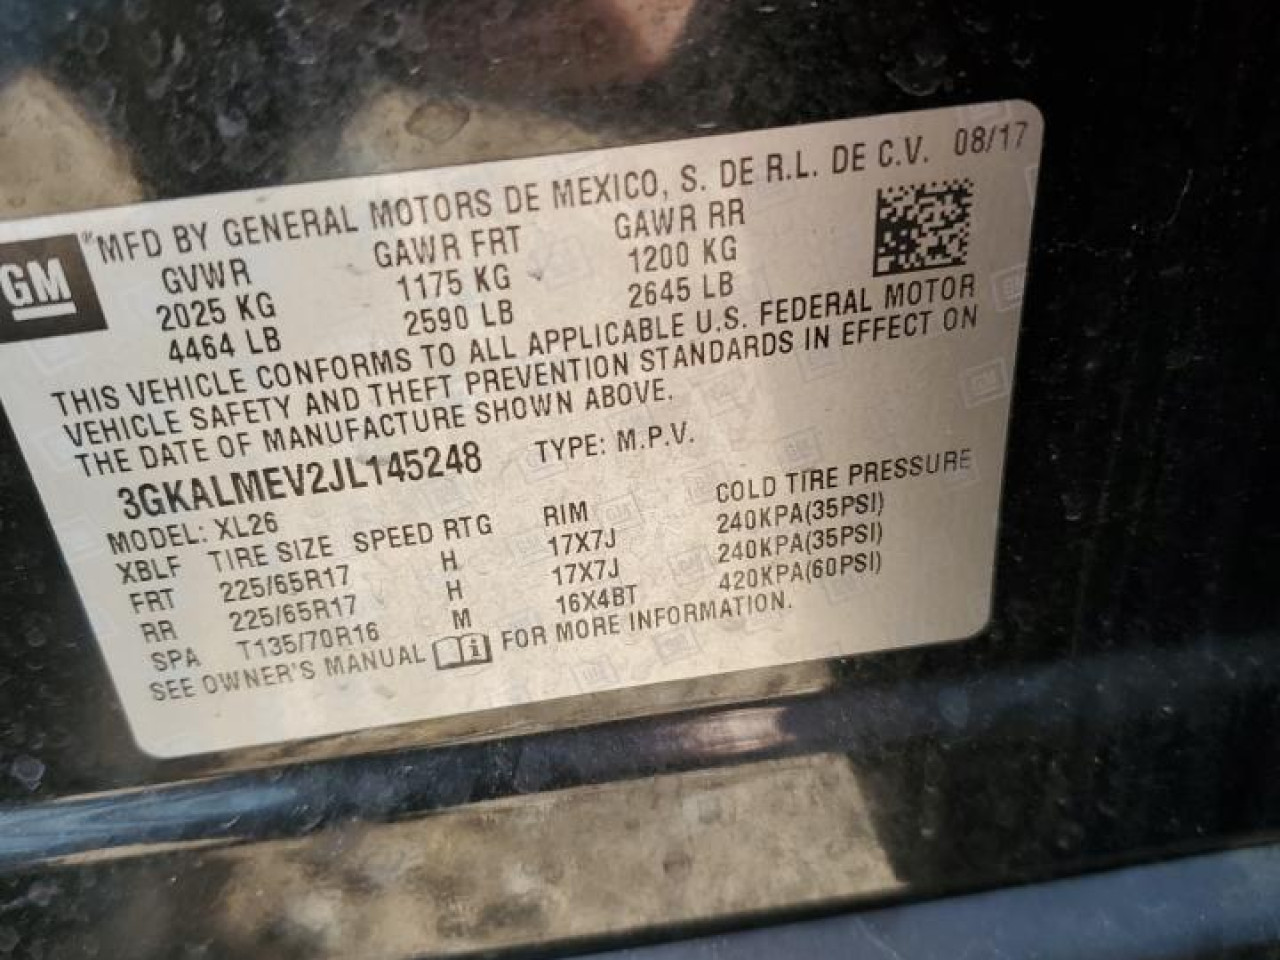 GM
MFD BY GENERAL MOTORS DE MEXICO, S. DE R.L. DE C.V. 08/17
GVWR GAWR FRT GAWR RR
2025 KG 1175 KG 1200 KG
4464 LB 2590 LB 2645 LB
THIS VEHICLE CONFORMS TO ALL APPLICABLE U.S. FEDERAL MOTOR
VEHICLE SAFETY AND THEFT PREVENTION STANDARDS IN EFFECT ON
THE DATE OF MANUFACTURE SHOWN ABOVE.
3GKALMEV2JL145248 TYPE: M.P.V.
MODEL: XL26
XBLF TIRE SIZE SPEED RTG RIM COLD TIRE PRESSURE
FRT 225/65R17 H 17X7J 240KPA(35PSI)
RR 225/65R17 H 17X7J 240KPA(35PSI)
SPA T135/70R16 M 16X4BT 420KPA(60PSI)
SEE OWNER'S MANUAL FOR MORE INFORMATION.